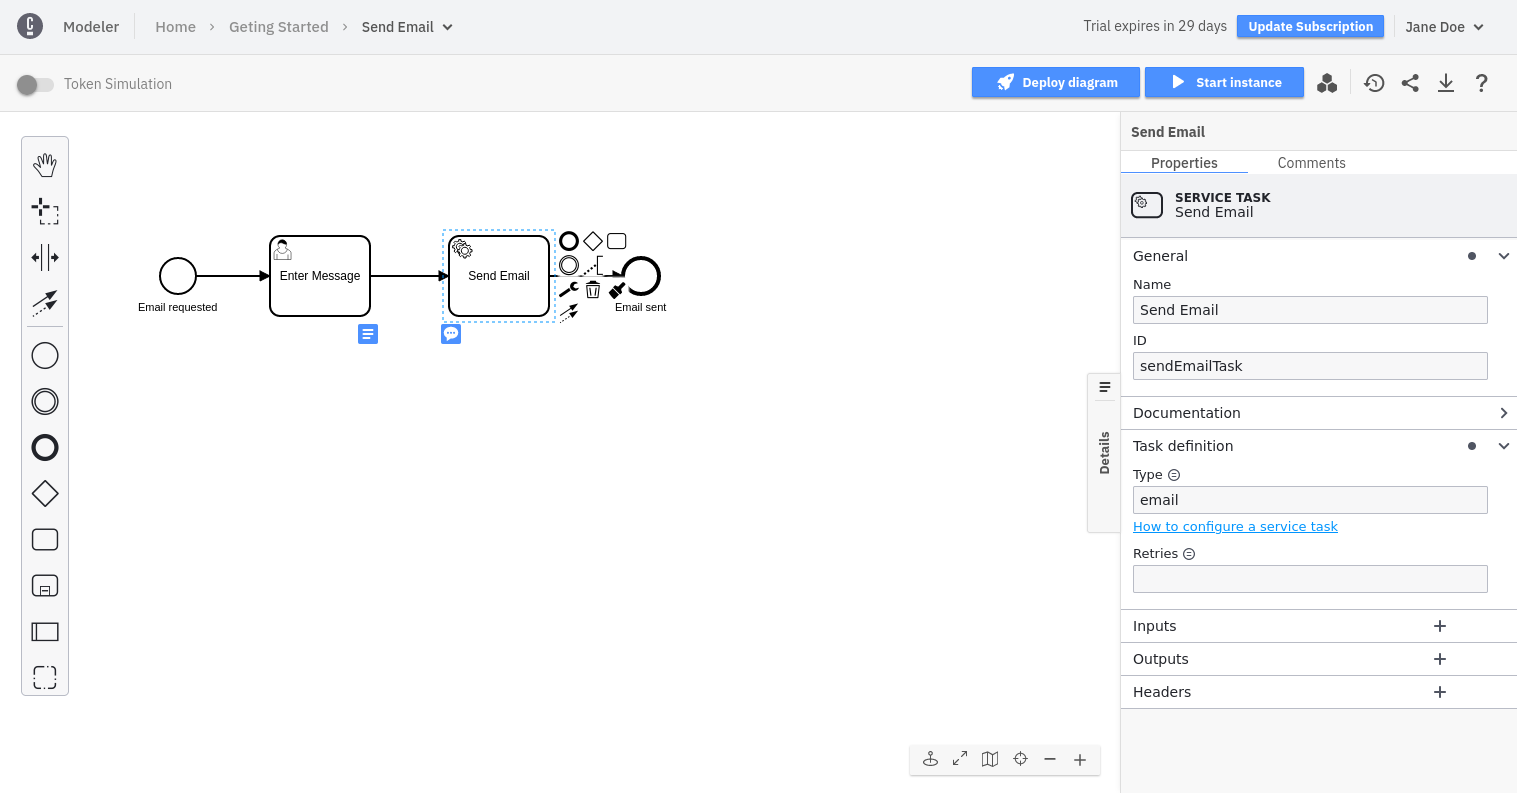 Modeler
Home › Geting Started › Send Email
Trial expires in 29 days
Update Subscription
Jane Doe
Token Simulation
Deploy diagram
Start instance
?
Send Email
Properties
Comments
SERVICE TASK
Send Email
General
Name
Send Email
ID
sendEmailTask
Documentation
Task definition
Type
email
How to configure a service task
Retries
Inputs
Outputs
Headers
Details
Enter Message
Send Email
Email requested
Email sent